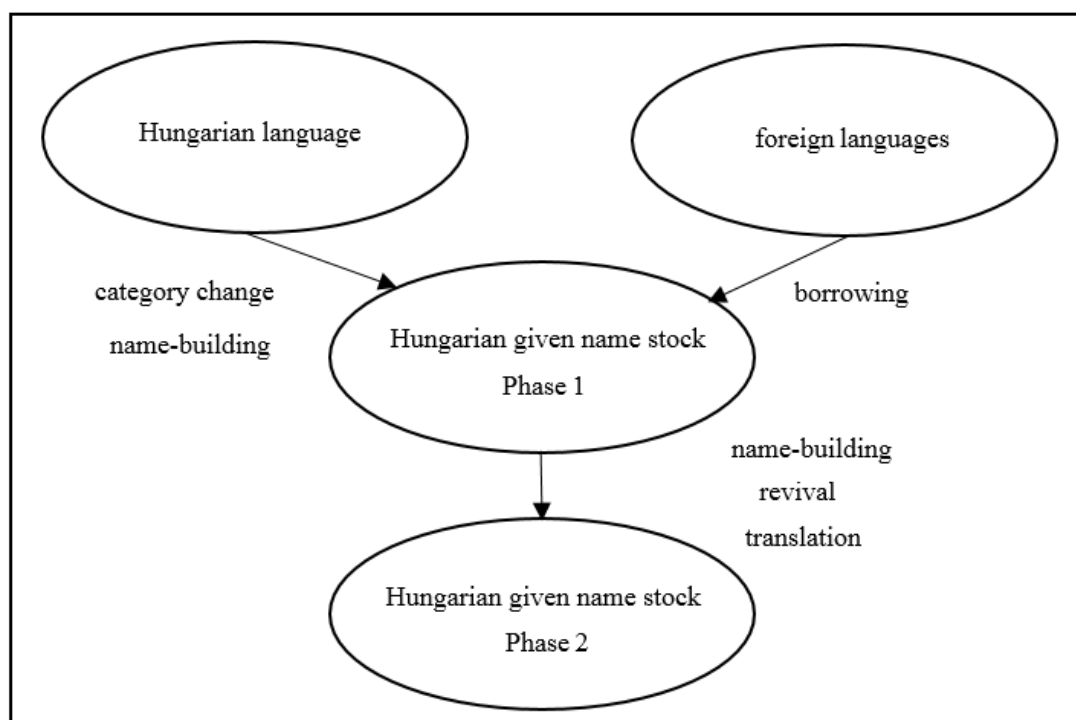 Hungarian language
foreign languages
category change
name-building
borrowing
Hungarian given name stock
Phase 1
name-building
revival
translation
Hungarian given name stock
Phase 2